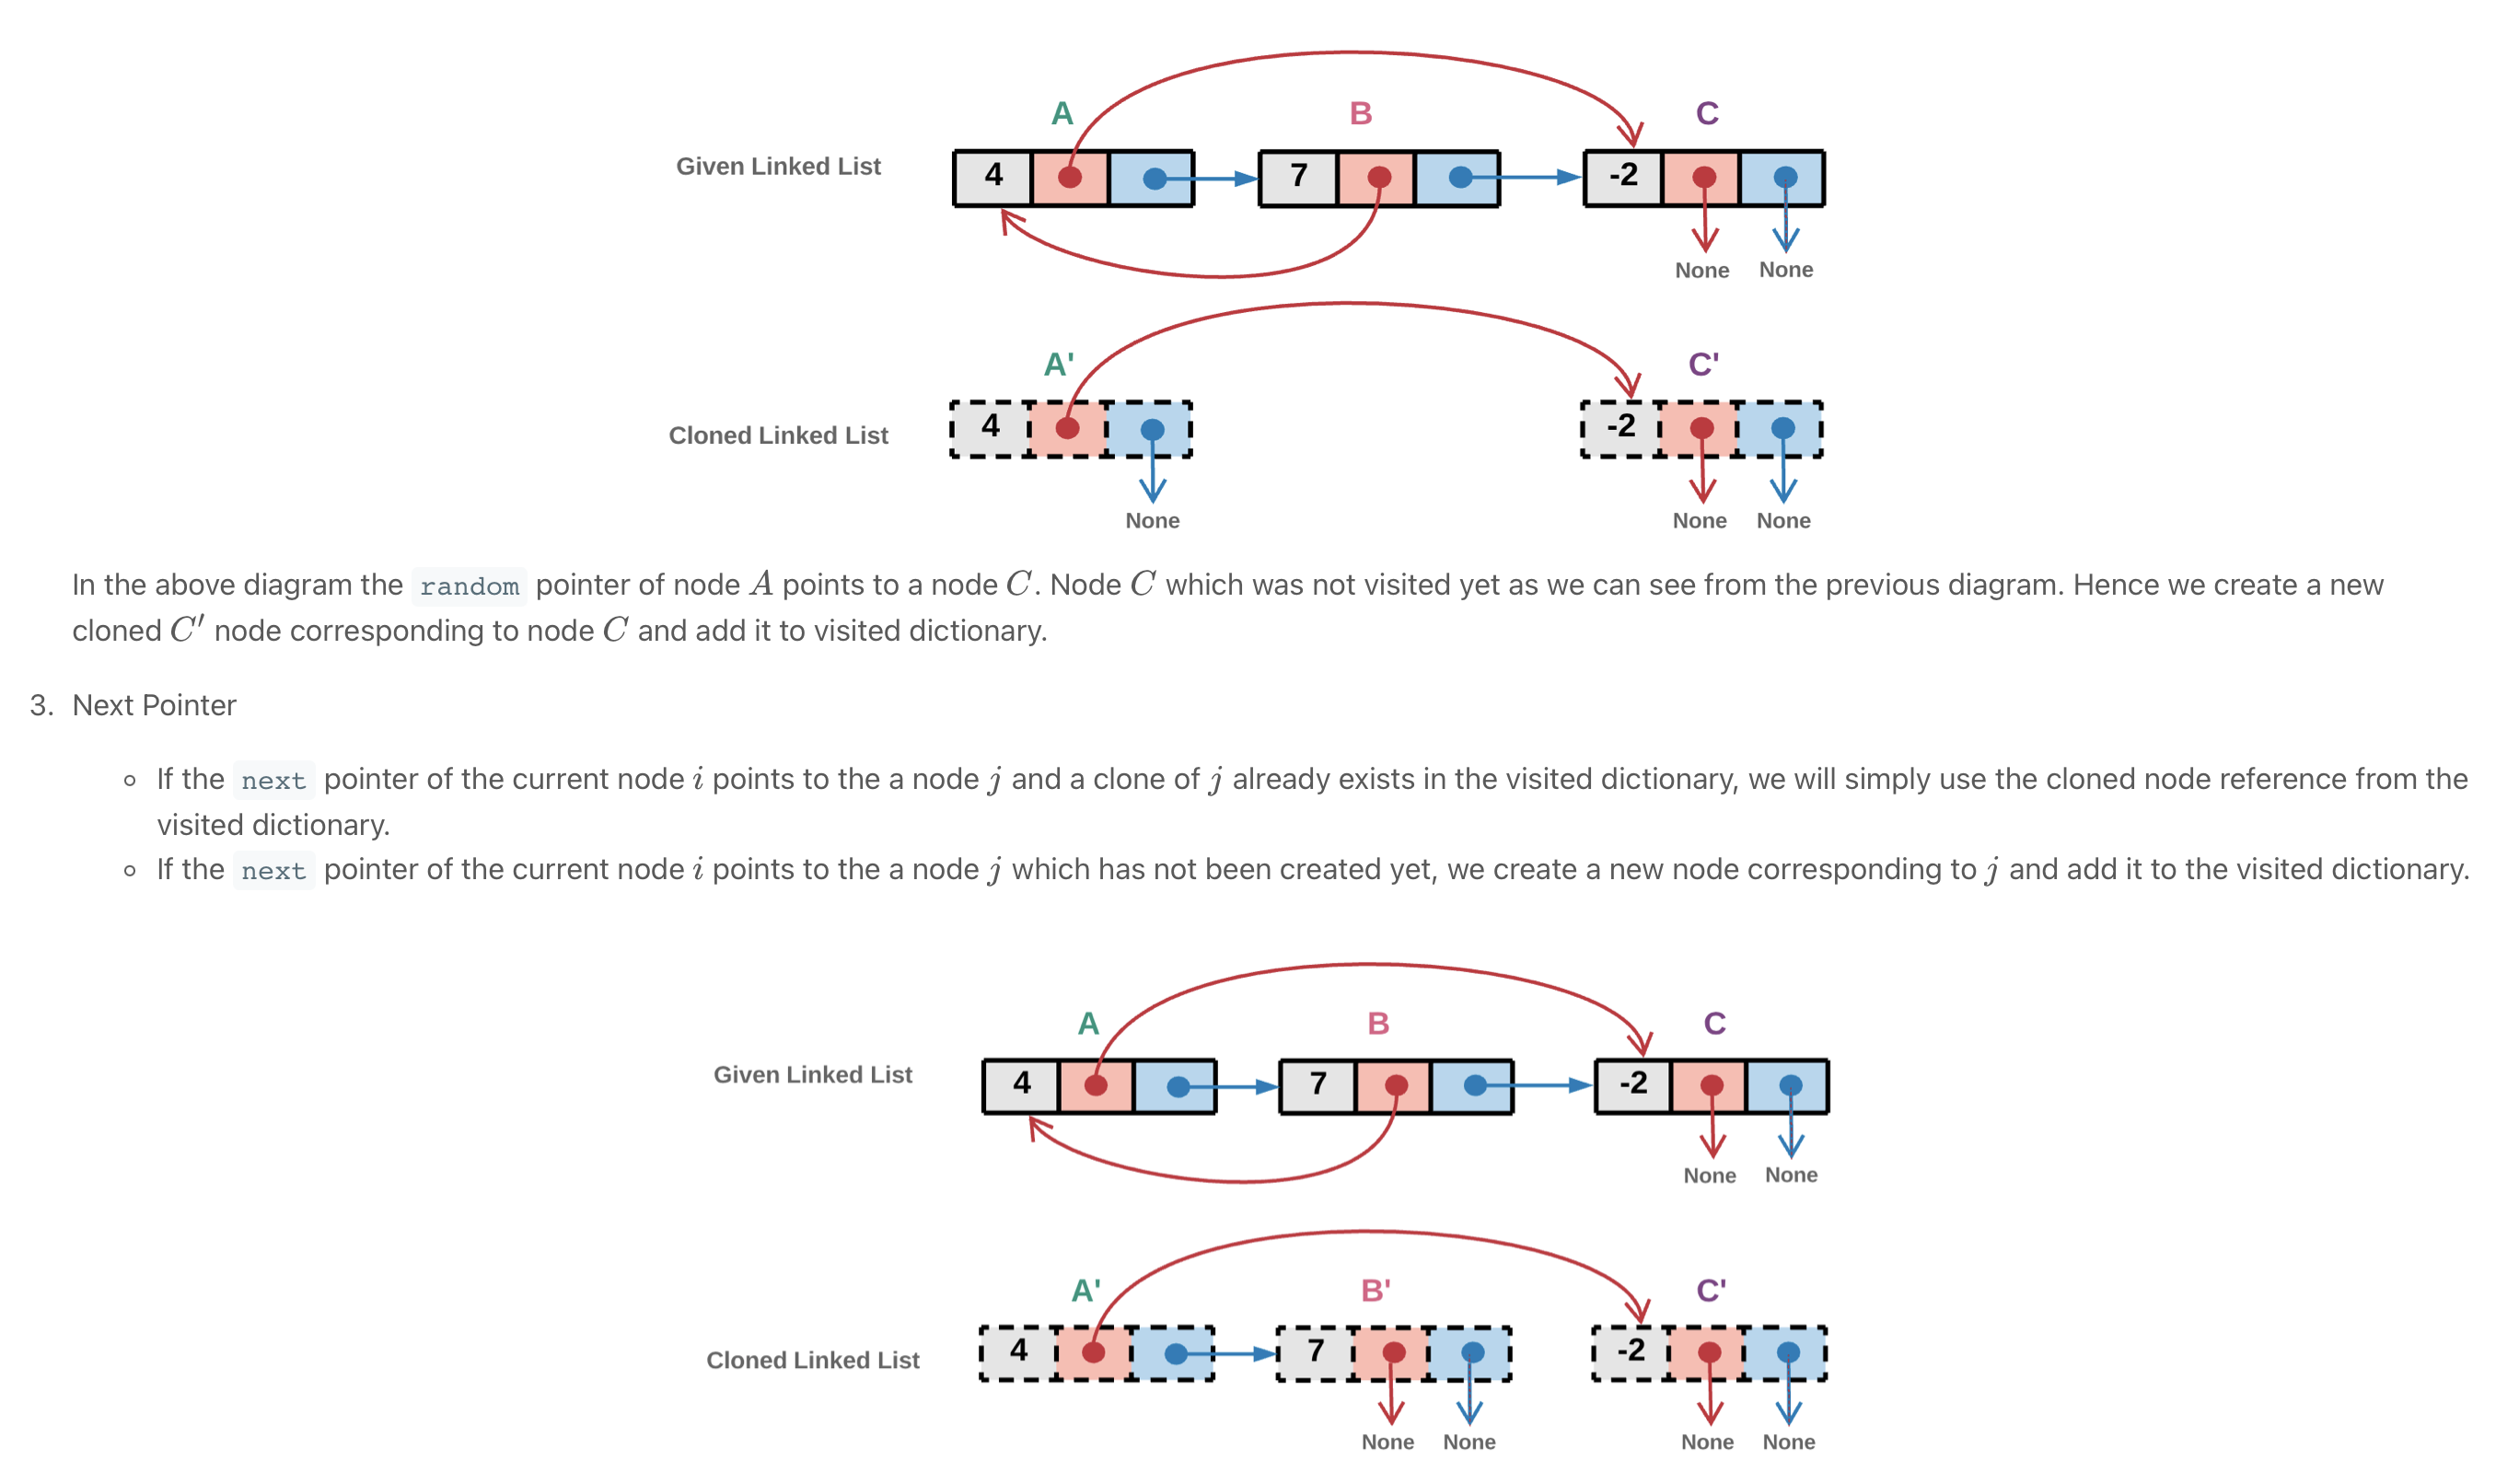 A B C
Given Linked List 4 7 -2
None None
A' C'
Cloned Linked List 4 -2
None None None
In the above diagram the random pointer of node A points to a node C. Node C which was not visited yet as we can see from the previous diagram. Hence we create a new
cloned C′ node corresponding to node C and add it to visited dictionary.
3. Next Pointer
If the next pointer of the current node i points to the a node j and a clone of j already exists in the visited dictionary, we will simply use the cloned node reference from the
visited dictionary.
If the next pointer of the current node i points to the a node j which has not been created yet, we create a new node corresponding to j and add it to the visited dictionary.
A B C
Given Linked List 4 7 -2
None None
A' B' C'
Cloned Linked List 4 7 -2
None None None None